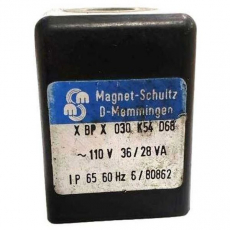 Magnet-Schultz
D-Memmingen
X BP X 030 K54 D68
~ 110 V 36/28 VA
IP 65 60 Hz 6/80862